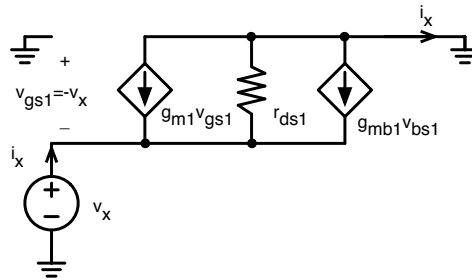 i_x
+
v_gs1=-v_x
–
g_m1v_gs1
r_ds1
g_mb1v_bs1
i_x
+
–
v_x